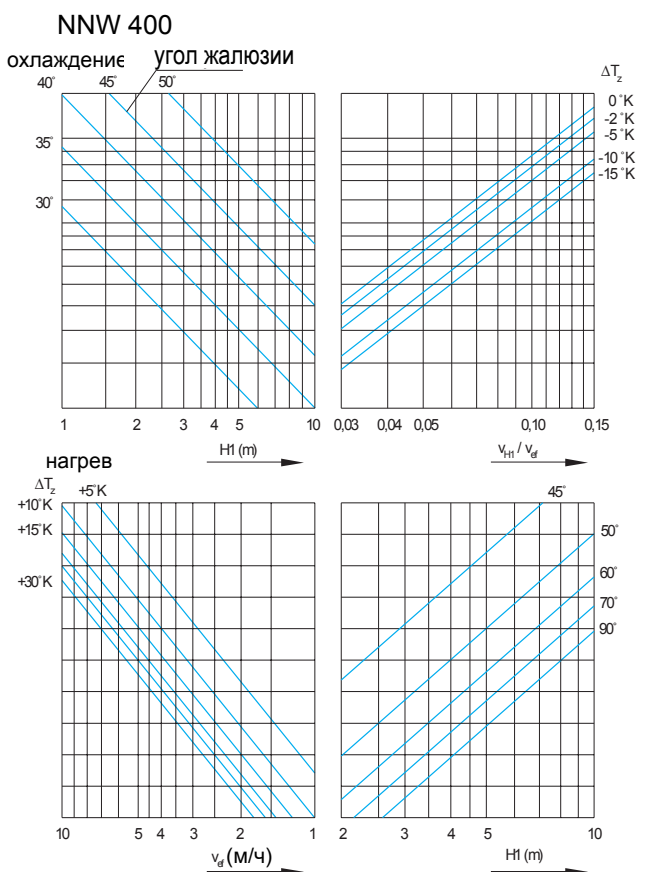 NNW 400
охлаждение угол жалюзии
40° 45° 50°
35°
30°
ΔTz
0°K
-2°K
-5°K
-10°K
-15°K
1 2 3 4 5 10
H1 (m)
0,03 0,04 0,05 0,10 0,15
vH1 / vef
нагрев
ΔTz
+5°K
+10°K
+15°K
+30°K
45°
50°
60°
70°
90°
10 5 4 3 2 1
vef (м/ч)
2 3 4 5 10
H1 (m)